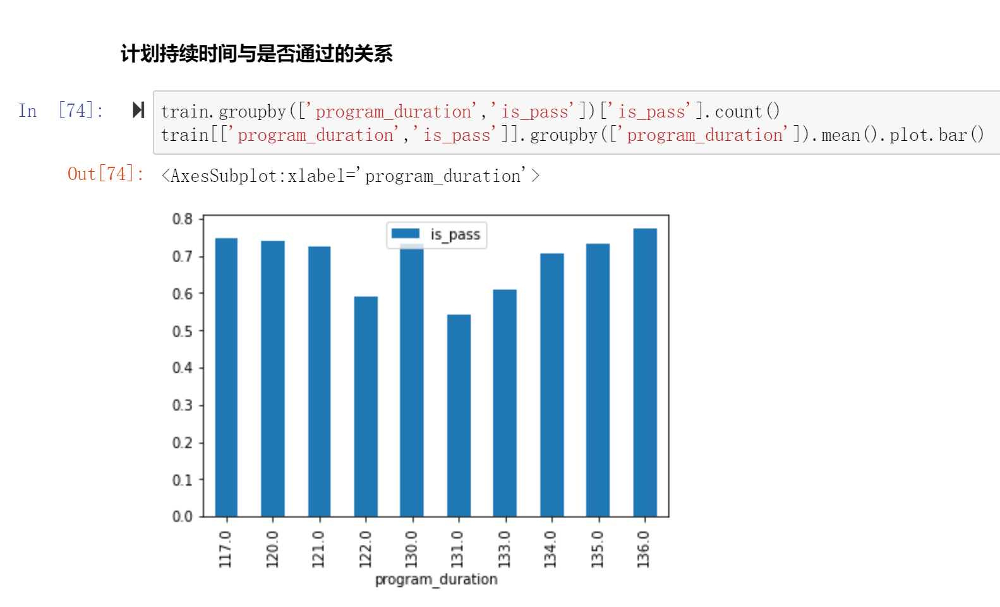 计划持续时间与是否通过的关系
In [74]:
train.groupby(['program_duration','is_pass'])['is_pass'].count()
train[['program_duration','is_pass']].groupby(['program_duration']).mean().plot.bar()
Out[74]: <AxesSubplot:xlabel='program_duration'>
is_pass
0.8
0.7
0.6
0.5
0.4
0.3
0.2
0.1
0.0
117.0 120.0 121.0 122.0 130.0 131.0 133.0 134.0 135.0 136.0
program_duration